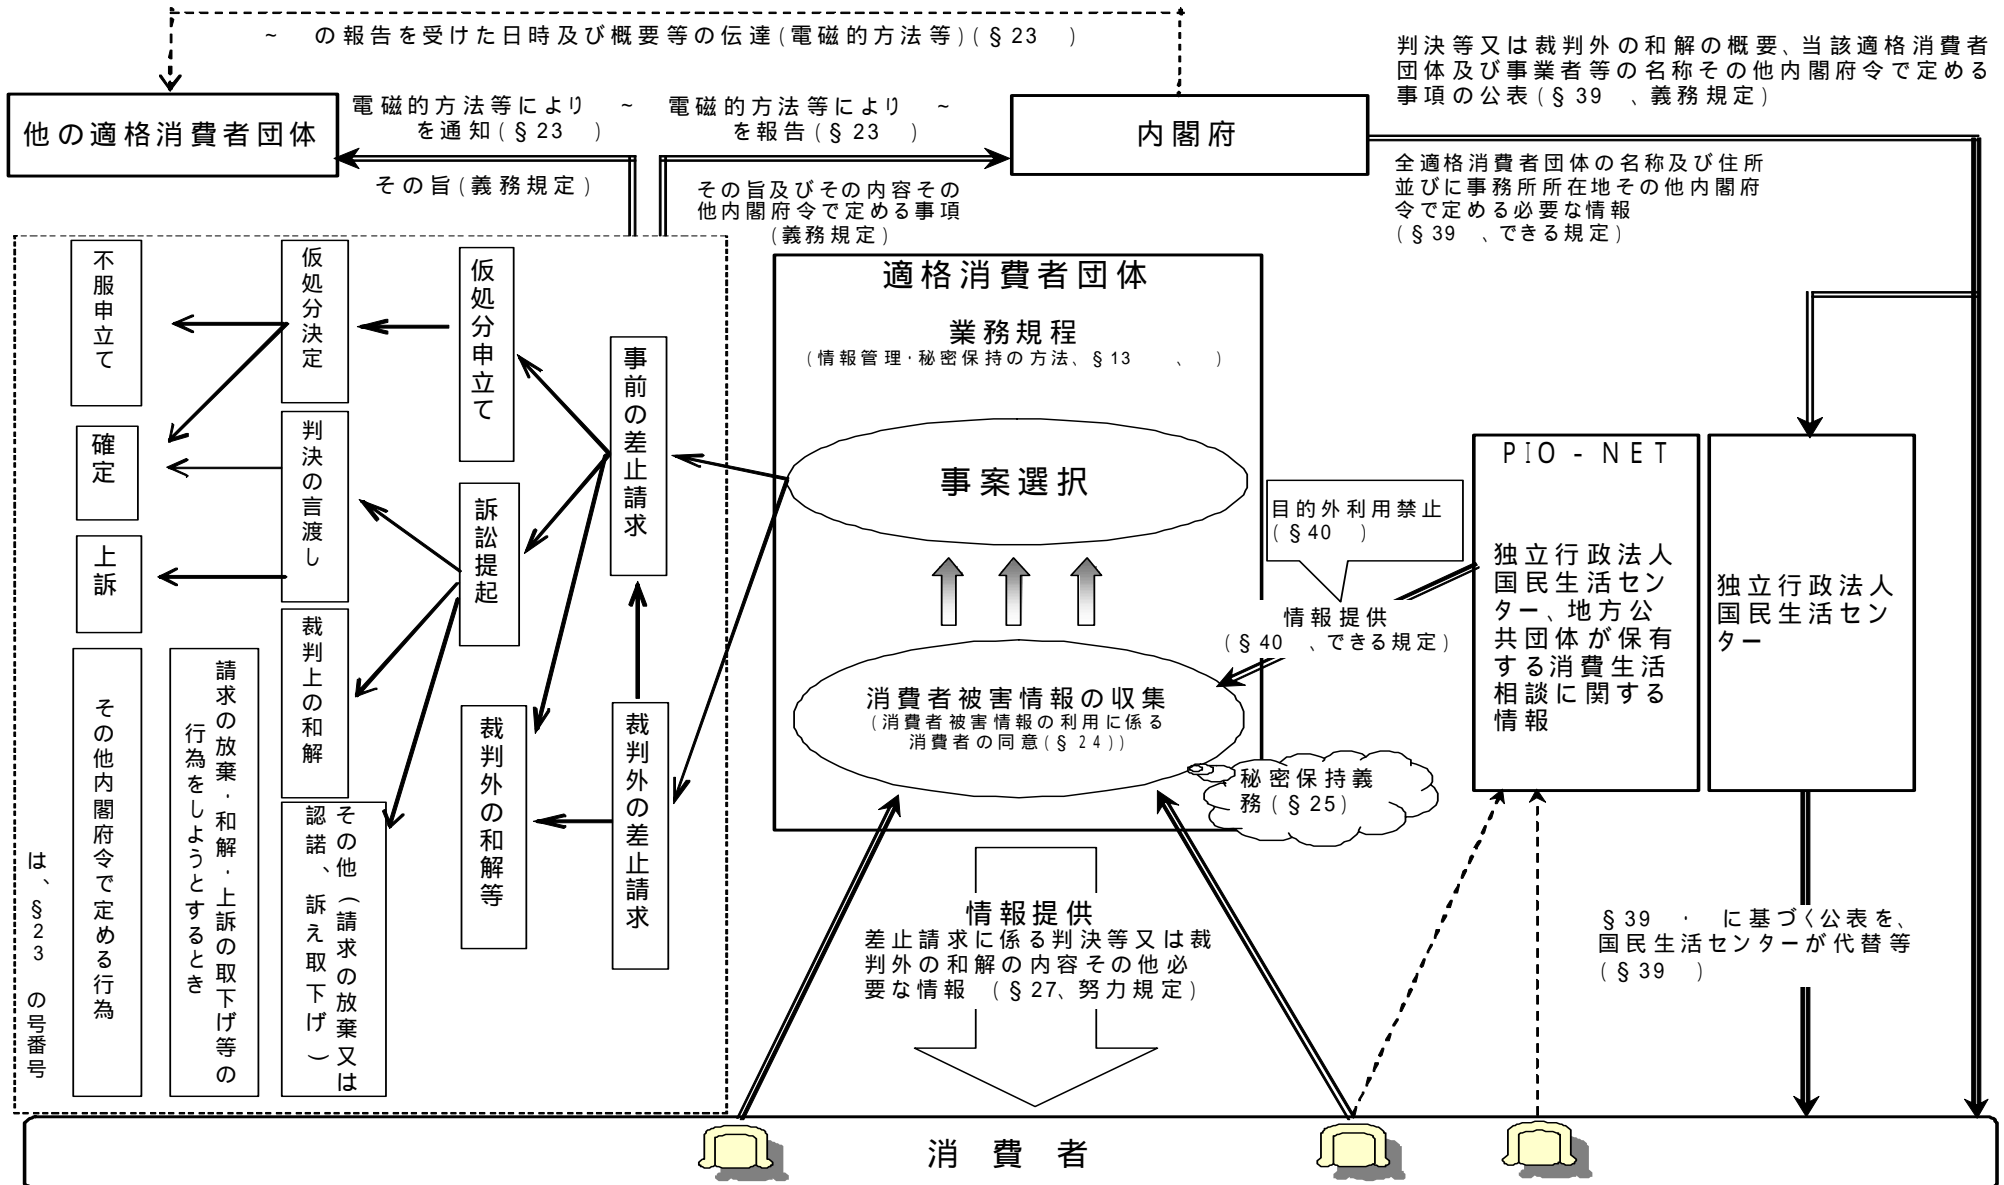 ~　の報告を受けた日時及び概要等の伝達(電磁的方法等)(§23　)
判決等又は裁判外の和解の概要、当該適格消費者
団体及び事業者等の名称その他内閣府令で定める
事項の公表(§39　、義務規定)
他の適格消費者団体
電磁的方法等により　~
を通知(§23　)
その旨(義務規定)
電磁的方法等により　~
を報告(§23　)
その旨及びその内容その
他内閣府令で定める事項
(義務規定)
内閣府
全適格消費者団体の名称及び住所
並びに事務所所在地その他内閣府
令で定める必要な情報
(§39　、できる規定)
不服申立て
仮処分決定
仮処分申立て
事前の差止請求
確定
判決の言渡し
訴訟提起
上訴
裁判上の和解
裁判外の和解等
裁判外の差止請求
その他(請求の放棄又は
認諾、訴え取下げ)
請求の放棄・和解・上訴の取下げ等の
行為をしようとするとき
その他内閣府令で定める行為
は、§23　の号番号
適格消費者団体
業務規程
(情報管理・秘密保持の方法、§13　、　)
事案選択
消費者被害情報の収集
(消費者被害情報の利用に係る
消費者の同意(§24))
秘密保持義
務(§25)
目的外利用禁止
(§40　)
情報提供
(§40　、できる規定)
PIO-NET
独立行政法人
国民生活セン
ター、地方公
共団体が保有
する消費生活
相談に関する
情報
独立行政法人
国民生活セン
ター
情報提供
差止請求に係る判決等又は裁
判外の和解の内容その他必
要な情報　(§27、努力規定)
§39　・　に基づく公表を、
国民生活センターが代替等
(§39　)
消費者